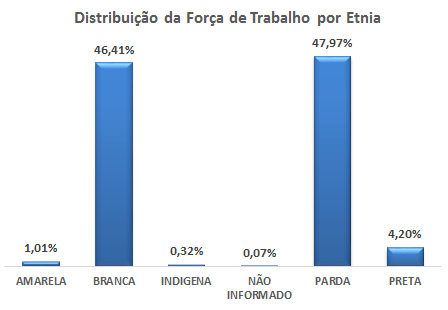 Distribuição da Força de Trabalho por Etnia
1,01%
46,41%
0,32%
0,07%
47,97%
4,20%
AMARELA
BRANCA
INDIGENA
NÃO
INFORMADO
PARDA
PRETA